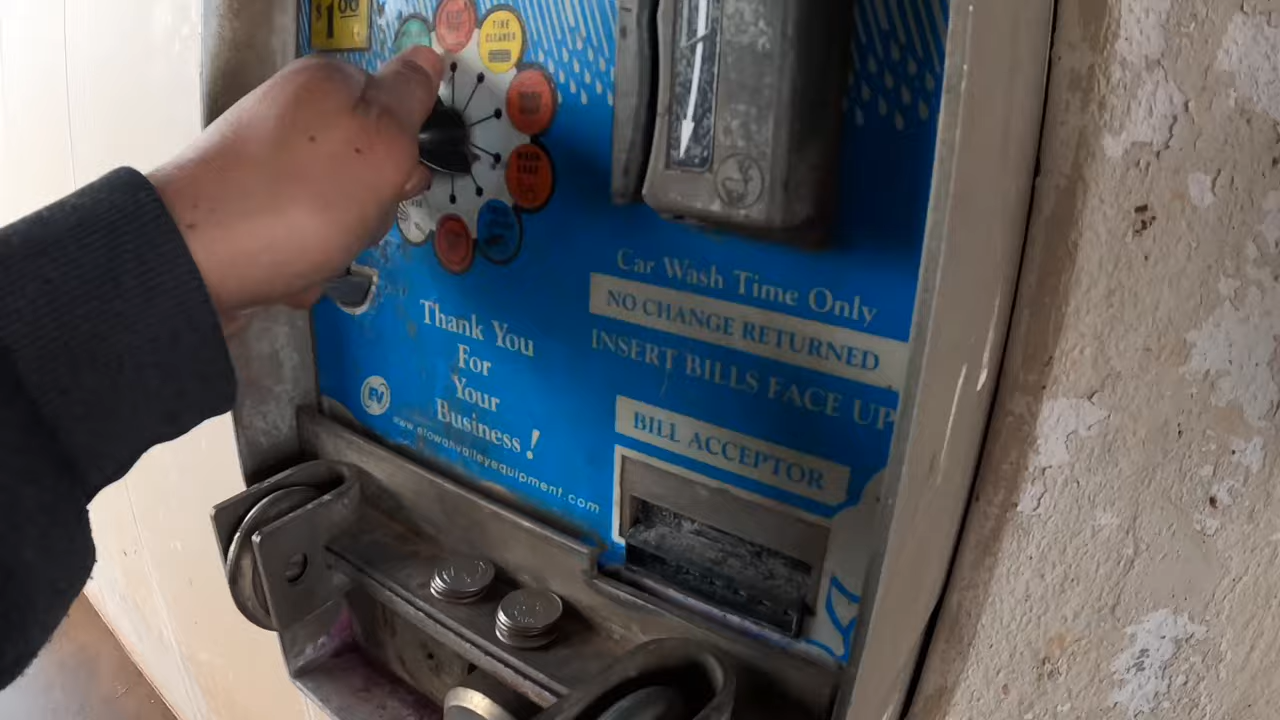 $1.00
TIRE
CLEANER
Car Wash Time Only
NO CHANGE RETURNED
INSERT BILLS FACE UP
Thank You
For
Your
Business!
EV
www.etowahvalleyequipment.com
BILL ACCEPTOR